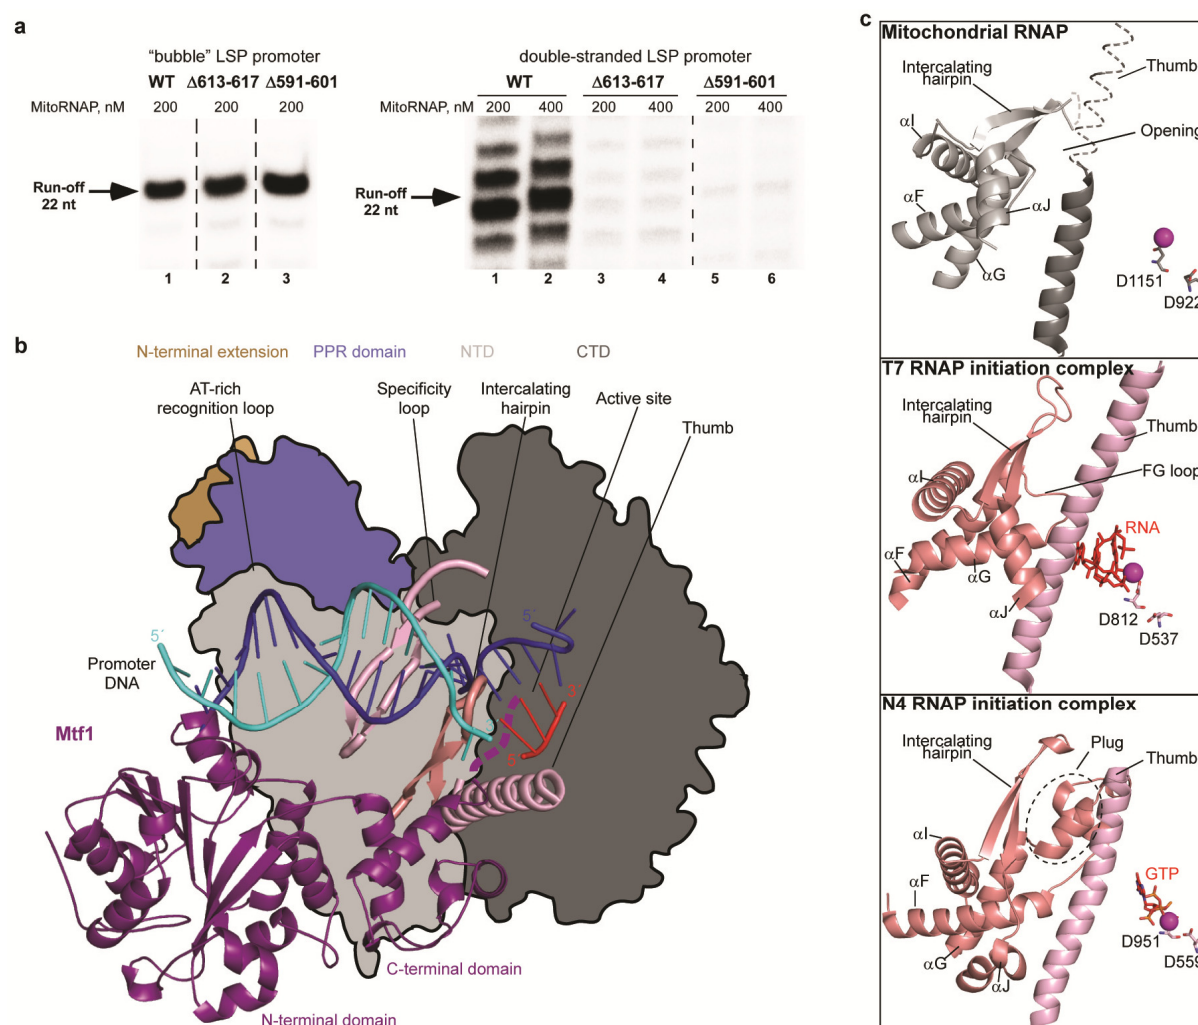 a
"bubble" LSP promoter
WT Δ613-617 Δ591-601
MitoRNAP, nM 200 200 200
Run-off
22 nt
1 2 3
double-stranded LSP promoter
WT Δ613-617 Δ591-601
MitoRNAP, nM 200 400 200 400 200 400
Run-off
22 nt
1 2 3 4 5 6
b
N-terminal extension PPR domain NTD CTD
AT-rich
recognition loop
Specificity
loop
Intercalating
hairpin
Active site
Thumb
5´
5´
Promoter
DNA
3´
3´
5´
Mtf1
C-terminal domain
N-terminal domain
c
Mitochondrial RNAP
Intercalating
hairpin
Thumb
Opening
αI
αF
αJ
αG
D1151
D922
T7 RNAP initiation complex
Intercalating
hairpin
Thumb
FG loop
αI
RNA
αF
αG
αJ
D812
D537
N4 RNAP initiation complex
Intercalating
hairpin
Plug
Thumb
αI
αF
GTP
αG
αJ
D951
D559